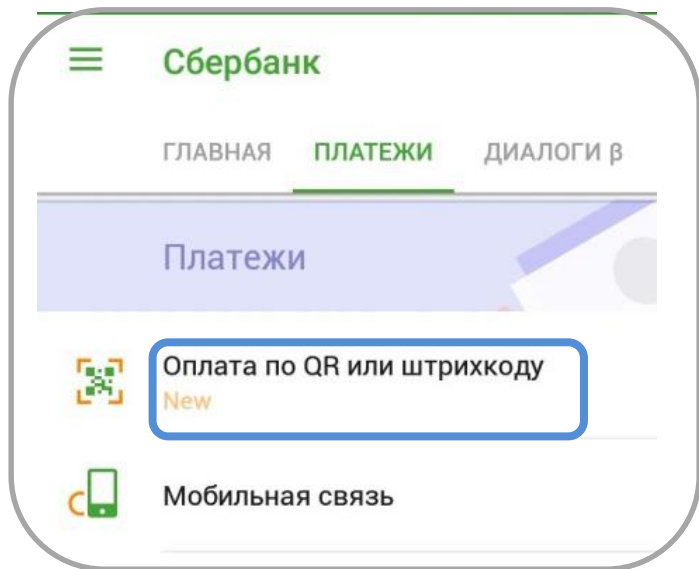 Сбербанк
ГЛАВНАЯ ПЛАТЕЖИ ДИАЛОГИ β
Платежи
Оплата по QR или штрихкоду
New
Мобильная связь